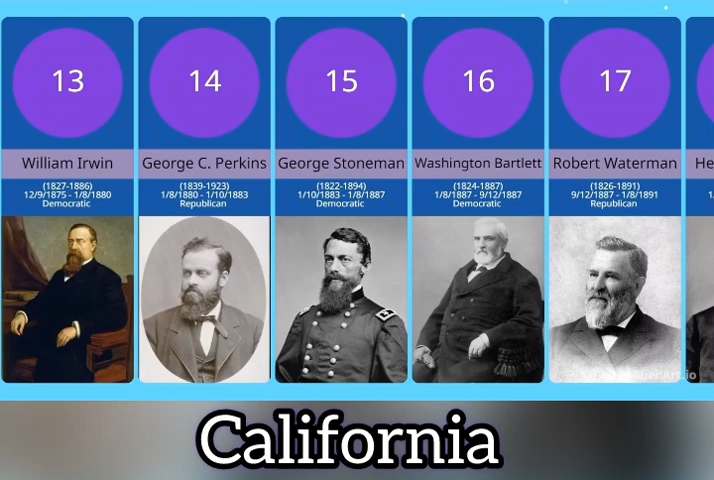 13
14
15
16
17
William Irwin
George C. Perkins
George Stoneman
Washington Bartlett
Robert Waterman
He
(1827-1886)
12/9/1875 - 1/8/1880
Democratic
(1839-1923)
1/8/1880 - 1/10/1883
Republican
(1822-1894)
1/10/1883 - 1/8/1887
Democratic
(1824-1887)
1/8/1887 - 9/12/1887
Democratic
(1826-1891)
9/12/1887 - 1/8/1891
Republican
California